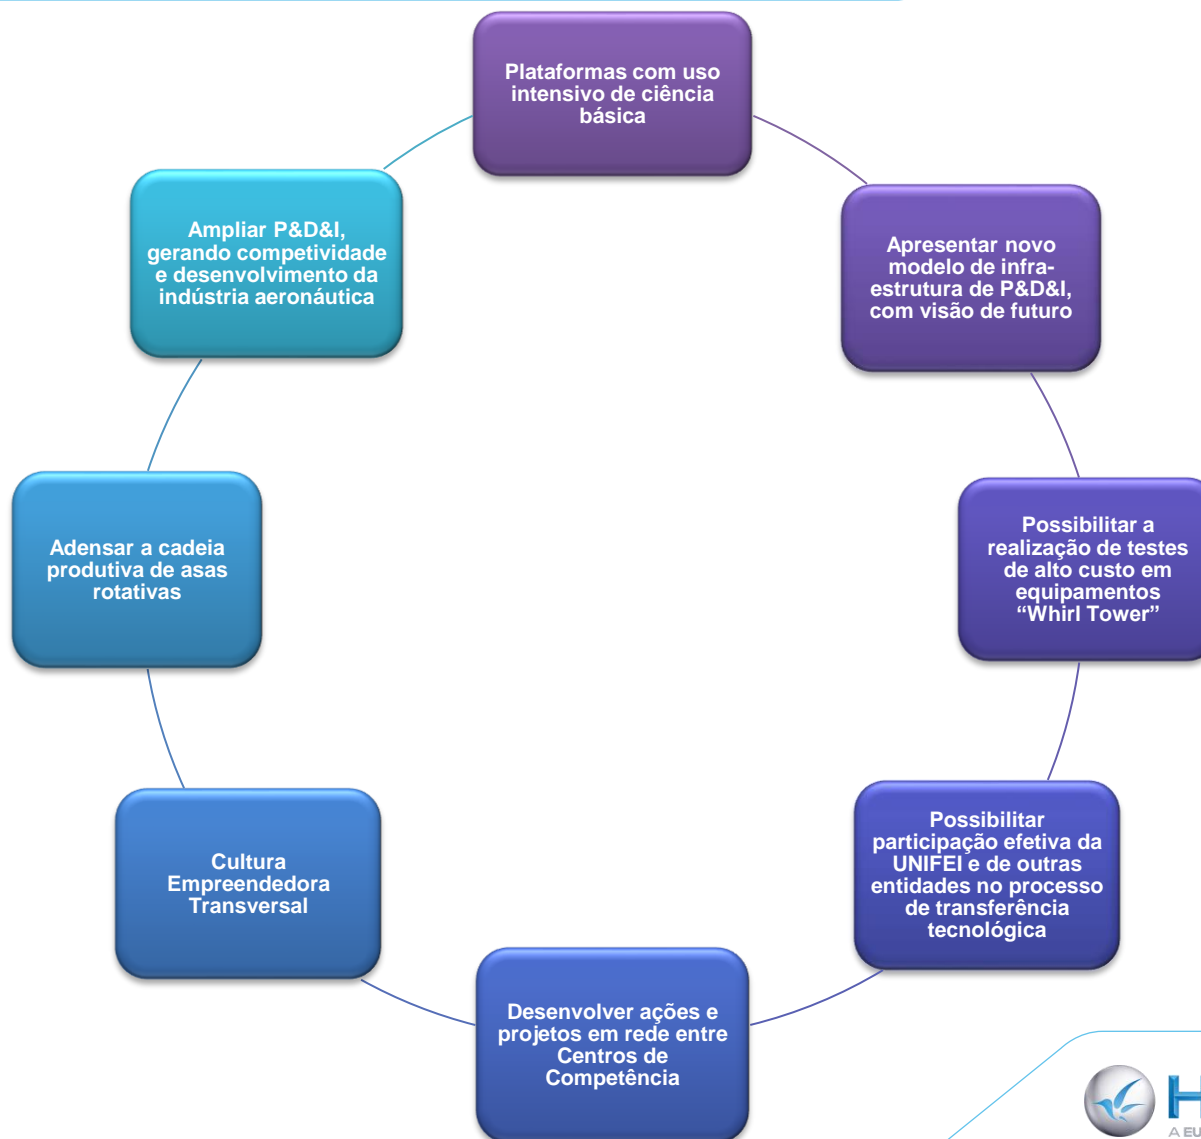 Plataformas com uso
intensivo de ciência
básica
Apresentar novo
modelo de infra-
estrutura de P&D&I,
com visão de futuro
Possibilitar a
realização de testes
de alto custo em
equipamentos
“Whirl Tower”
Possibilitar
participação efetiva da
UNIFEI e de outras
entidades no processo
de transferência
tecnológica
Desenvolver ações e
projetos em rede entre
Centros de
Competência
Cultura
Empreendedora
Transversal
Adensar a cadeia
produtiva de asas
rotativas
Ampliar P&D&I,
gerando competividade
e desenvolvimento da
indústria aeronáutica
H
A EU